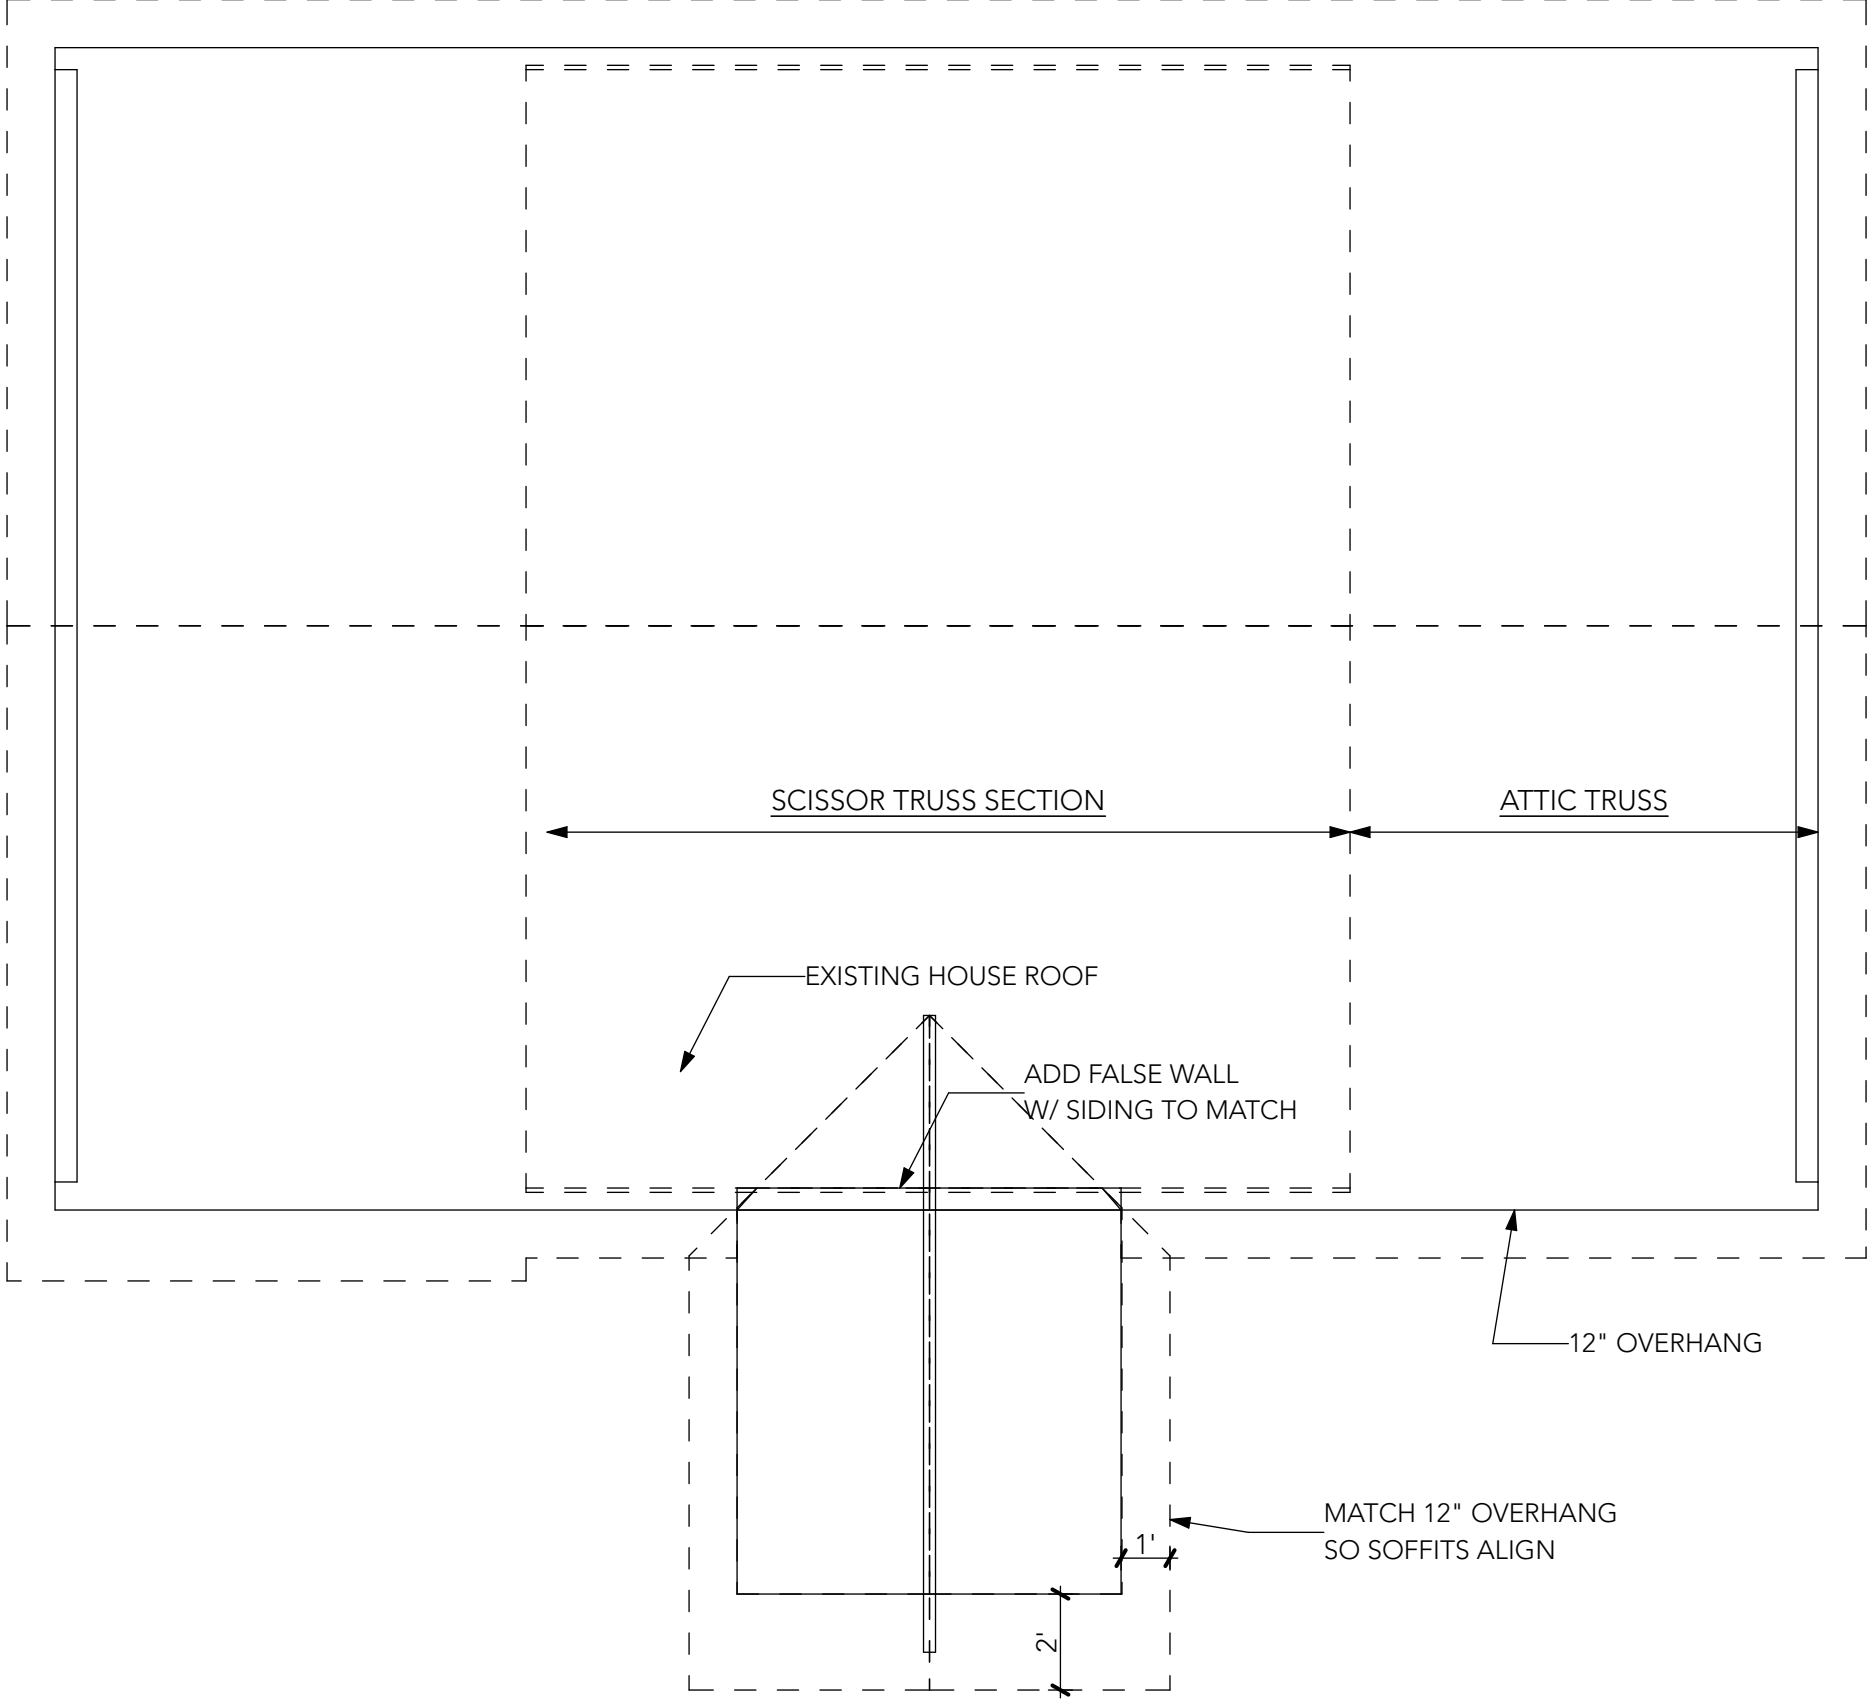 SCISSOR TRUSS SECTION
ATTIC TRUSS
EXISTING HOUSE ROOF
ADD FALSE WALL
W/ SIDING TO MATCH
12" OVERHANG
MATCH 12" OVERHANG
SO SOFFITS ALIGN
1'
2'